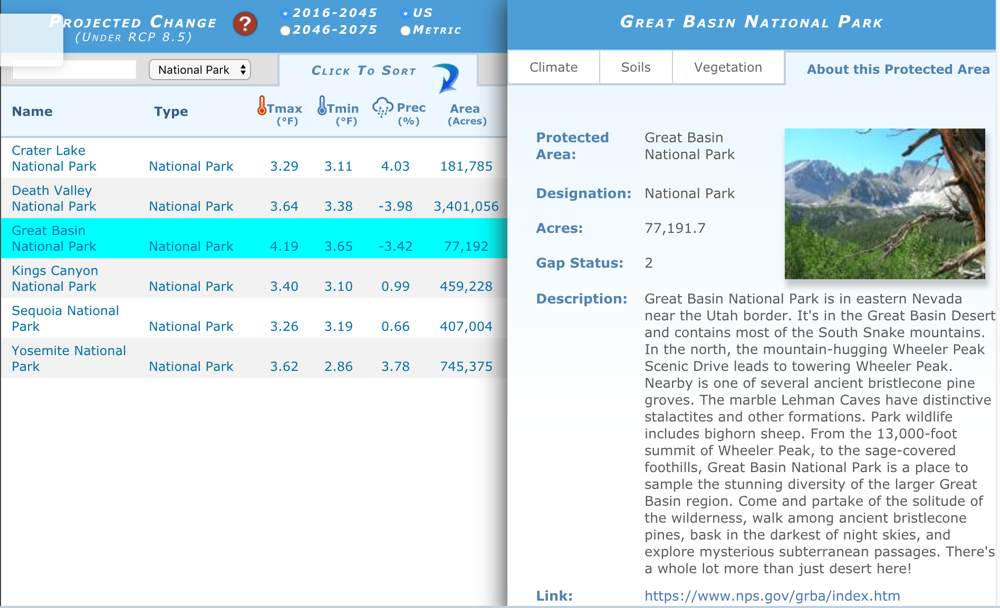 Projected Change
(Under RCP 8.5)
?
2016-2045
2046-2075
US
Metric
National Park
Click To Sort
Name
Type
Tmax
(°F)
Tmin
(°F)
Prec
(%)
Area
(Acres)
Crater Lake
National Park National Park 3.29 3.11 4.03 181,785
Death Valley
National Park National Park 3.64 3.38 -3.98 3,401,056
Great Basin
National Park National Park 4.19 3.65 -3.42 77,192
Kings Canyon
National Park National Park 3.40 3.10 0.99 459,228
Sequoia National
Park National Park 3.26 3.19 0.66 407,004
Yosemite National
Park National Park 3.62 2.86 3.78 745,375
Great Basin National Park
Climate
Soils
Vegetation
About this Protected Area
Protected
Area:
Great Basin
National Park
Designation: National Park
Acres: 77,191.7
Gap Status: 2
Description: Great Basin National Park is in eastern Nevada
near the Utah border. It's in the Great Basin Desert
and contains most of the South Snake mountains.
In the north, the mountain-hugging Wheeler Peak
Scenic Drive leads to towering Wheeler Peak.
Nearby is one of several ancient bristlecone pine
groves. The marble Lehman Caves have distinctive
stalactites and other formations. Park wildlife
includes bighorn sheep. From the 13,000-foot
summit of Wheeler Peak, to the sage-covered
foothills, Great Basin National Park is a place to
sample the stunning diversity of the larger Great
Basin region. Come and partake of the solitude of
the wilderness, walk among ancient bristlecone
pines, bask in the darkest of night skies, and
explore mysterious subterranean passages. There's
a whole lot more than just desert here!
Link: https://www.nps.gov/grba/index.htm